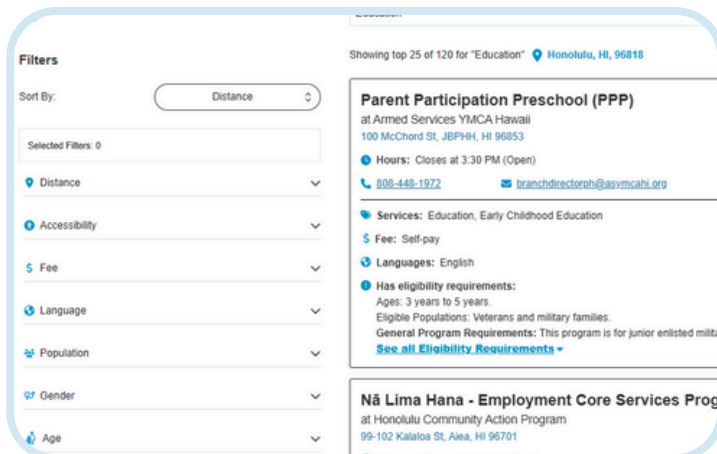 Education
Filters
Showing top 25 of 120 for "Education" Honolulu, HI, 96818
Sort By:
Distance
Selected Filters: 0
Distance
Accessibility
$ Fee
Language
Population
Gender
Age
Parent Participation Preschool (PPP)
at Armed Services YMCA Hawaii
100 McChord St, JBPHH, HI 96853
Hours: Closes at 3:30 PM (Open)
808-448-1972 branchdirectorph@asymcahi.org
Services: Education, Early Childhood Education
$ Fee: Self-pay
Languages: English
Has eligibility requirements:
Ages: 3 years to 5 years.
Eligible Populations: Veterans and military families.
General Program Requirements: This program is for junior enlisted milita
See all Eligibility Requirements
Nā Lima Hana - Employment Core Services Prog
at Honolulu Community Action Program
99-102 Kalaloa St, Aiea, HI 96701